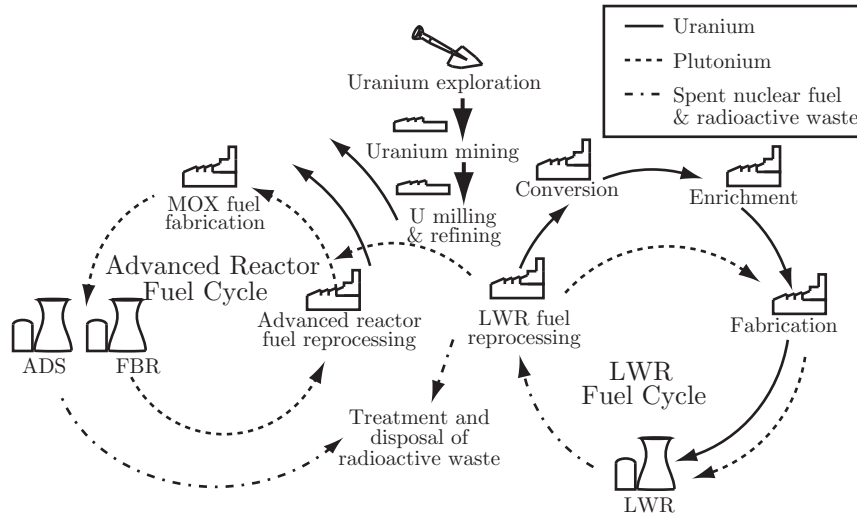 Uranium
Plutonium
Spent nuclear fuel
& radioactive waste
Uranium exploration
Uranium mining
U milling
& refining
Conversion
Enrichment
MOX fuel
fabrication
Advanced Reactor
Fuel Cycle
Advanced reactor
fuel reprocessing
LWR fuel
reprocessing
Fabrication
ADS
FBR
LWR
Fuel Cycle
Treatment and
disposal of
radioactive waste
LWR